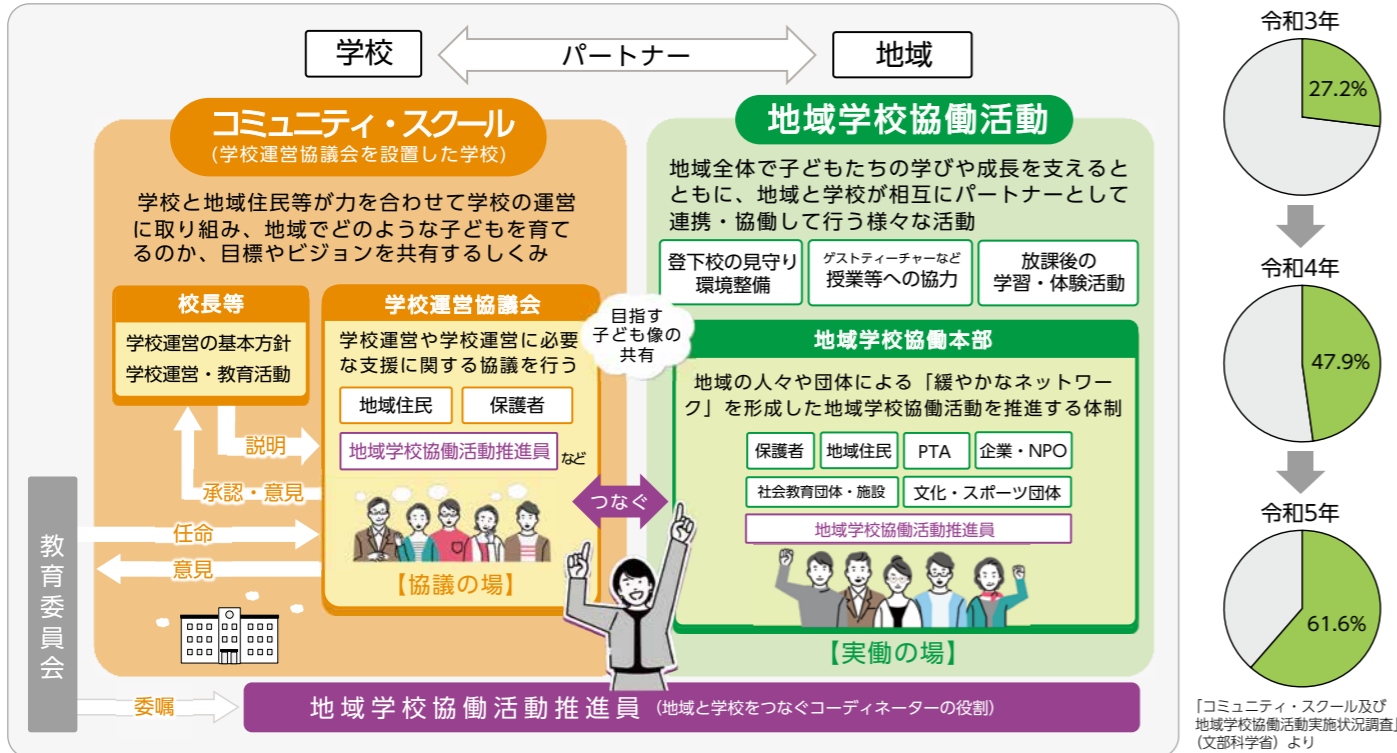 学校
パートナー
地域
コミュニティ・スクール
(学校運営協議会を設置した学校)
学校と地域住民等が力を合わせて学校の運営
に取り組み、地域でどのような子どもを育て
るのか、目標やビジョンを共有するしくみ
校長等
学校運営の基本方針
学校運営・教育活動
学校運営協議会
学校運営や学校運営に必要
な支援に関する協議を行う
地域住民
保護者
地域学校協働活動推進員
など
説明
承認・意見
任命
意見
【協議の場】
教育委員会
委嘱
目指す
子ども像の
共有
つなぐ
地域学校協働活動
地域全体で子どもたちの学びや成長を支えると
ともに、地域と学校が相互にパートナーとして
連携・協働して行う様々な活動
登下校の見守り
環境整備
ゲストティーチャーなど
授業等への協力
放課後の
学習・体験活動
地域学校協働本部
地域の人々や団体による「緩やかなネットワー
ク」を形成した地域学校協働活動を推進する体制
保護者
地域住民
PTA
企業・NPO
社会教育団体・施設
文化・スポーツ団体
地域学校協働活動推進員
【実働の場】
地域学校協働活動推進員(地域と学校をつなぐコーディネーターの役割)
令和3年
27.2%
令和4年
47.9%
令和5年
61.6%
「コミュニティ・スクール及び
地域学校協働活動実施状況調査」
(文部科学省)より